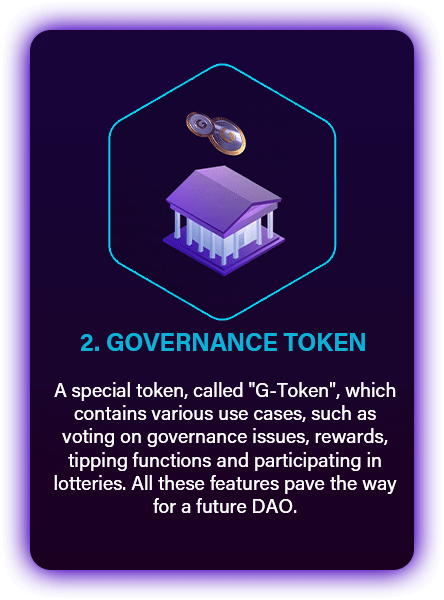 2. GOVERNANCE TOKEN
A special token, called "G-Token", which
contains various use cases, such as
voting on governance issues, rewards,
tipping functions and participating in
lotteries. All these features pave the way
for a future DAO.